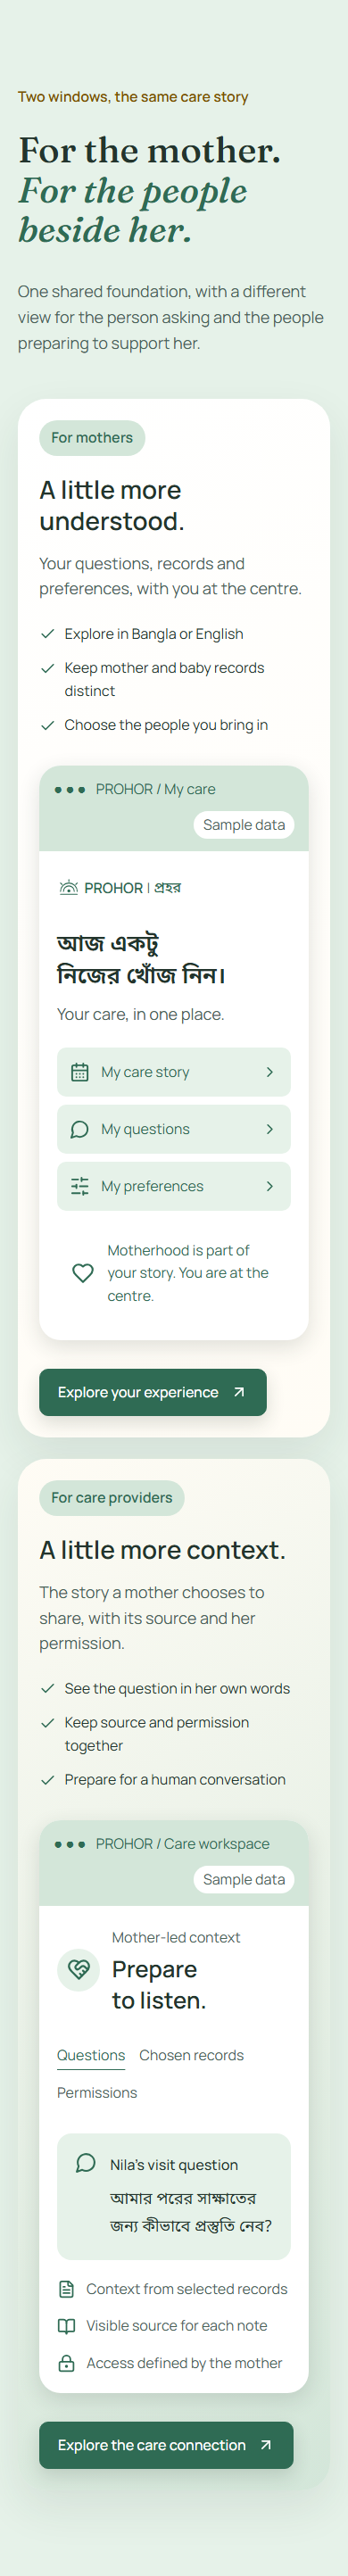 Two windows, the same care story
For the mother.
For the people
beside her.
One shared foundation, with a different
view for the person asking and the people
preparing to support her.
For mothers
A little more
understood.
Your questions, records and
preferences, with you at the centre.
Explore in Bangla or English
Keep mother and baby records
distinct
Choose the people you bring in
PROHOR / My care
Sample data
PROHOR | প্রহর
আজ একটু
নিজের খোঁজ নিন।
Your care, in one place.
My care story
My questions
My preferences
Motherhood is part of
your story. You are at the
centre.
Explore your experience
For care providers
A little more context.
The story a mother chooses to
share, with its source and her
permission.
See the question in her own words
Keep source and permission
together
Prepare for a human conversation
PROHOR / Care workspace
Sample data
Mother-led context
Prepare
to listen.
Questions Chosen records
Permissions
Nila's visit question
আমার পরের সাক্ষাতের
জন্য কীভাবে প্রস্তুতি নেব?
Context from selected records
Visible source for each note
Access defined by the mother
Explore the care connection